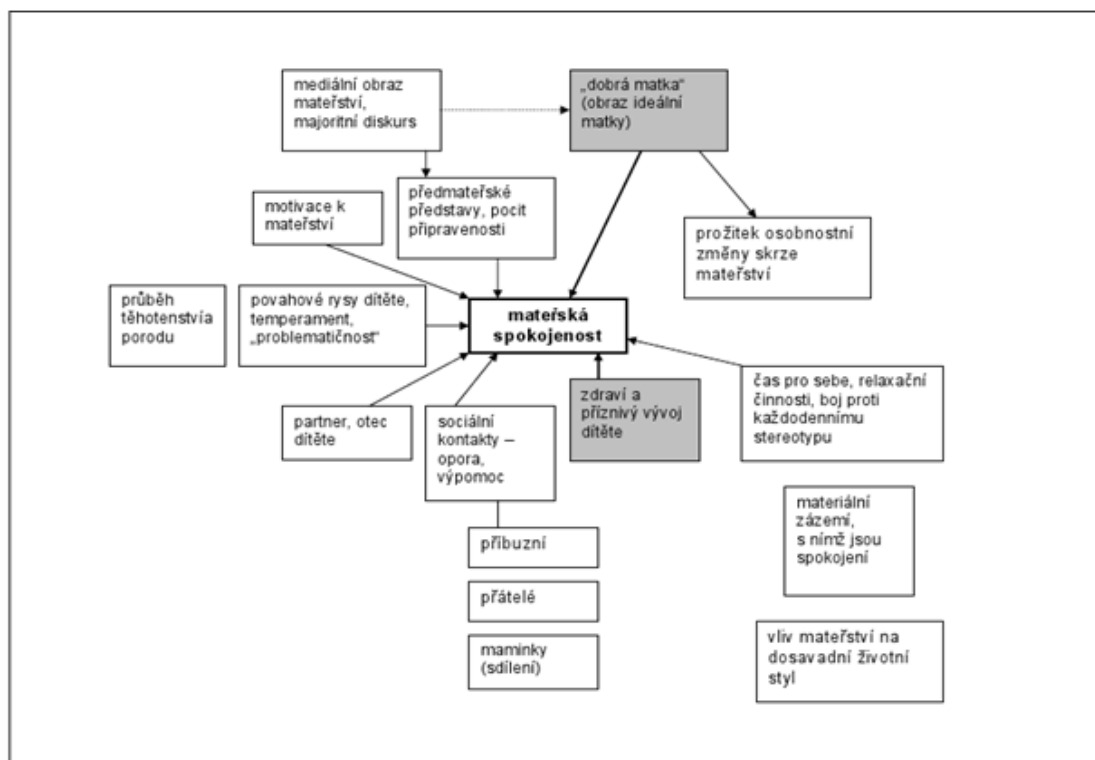 mediální obraz
mateřství,
majoritní diskurs
„dobrá matka“
(obraz ideální
matky)
motivace k
mateřství
předmateřské
představy, pocit
připravenosti
prožitek osobnostní
změny skrze
mateřství
průběh
těhotenstvía
porodu
povahové rysy dítěte,
temperament,
„problematičnost“
mateřská
spokojenost
partner, otec
dítěte
sociální
kontakty –
opora,
výpomoc
zdraví a
příznivý vývoj
dítěte
čas pro sebe, relaxační
činnosti, boj proti
každodennímu
stereotypu
příbuzní
přátelé
maminky
(sdílení)
materiální
zázemí,
s nímž jsou
spokojení
vliv mateřství na
dosavadní životní
styl